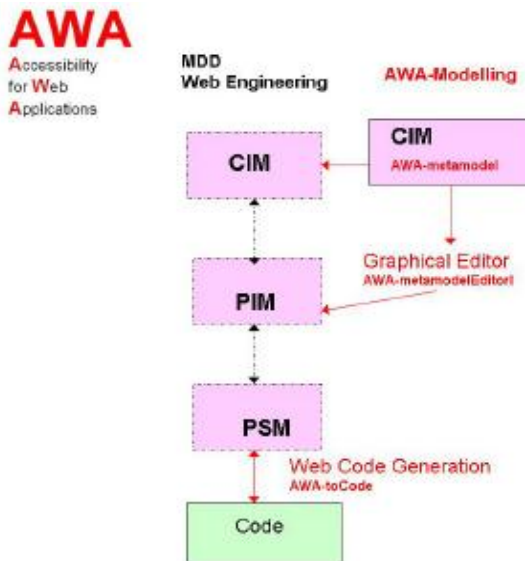 AWA
Accessibility
for Web
Applications
MDD
Web Engineering
AWA-Modelling
CIM
CIM
AWA-metamodel
Graphical Editor
AWA-metamodelEditorl
PIM
PSM
Web Code Generation
AWA-toCode
Code